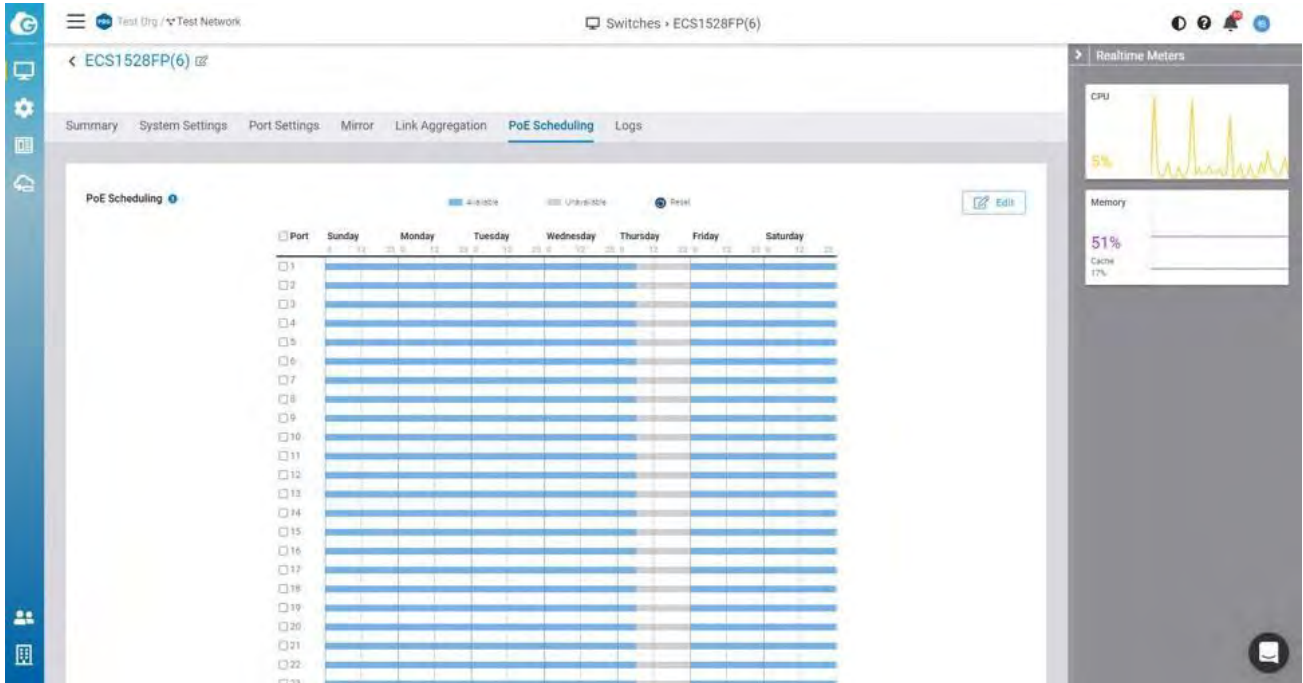 PRO Test Org / Test Network
Switches › ECS1528FP(6)
ECS1528FP(6)
Summary System Settings Port Settings Mirror Link Aggregation PoE Scheduling Logs
PoE Scheduling
Available Unavailable Reset
Edit
Port Sunday Monday Tuesday Wednesday Thursday Friday Saturday
1
2
3
4
5
6
7
8
9
10
11
12
13
14
15
16
17
18
19
20
21
22
23
Realtime Meters
CPU
5%
Memory
51%
Cache
17%